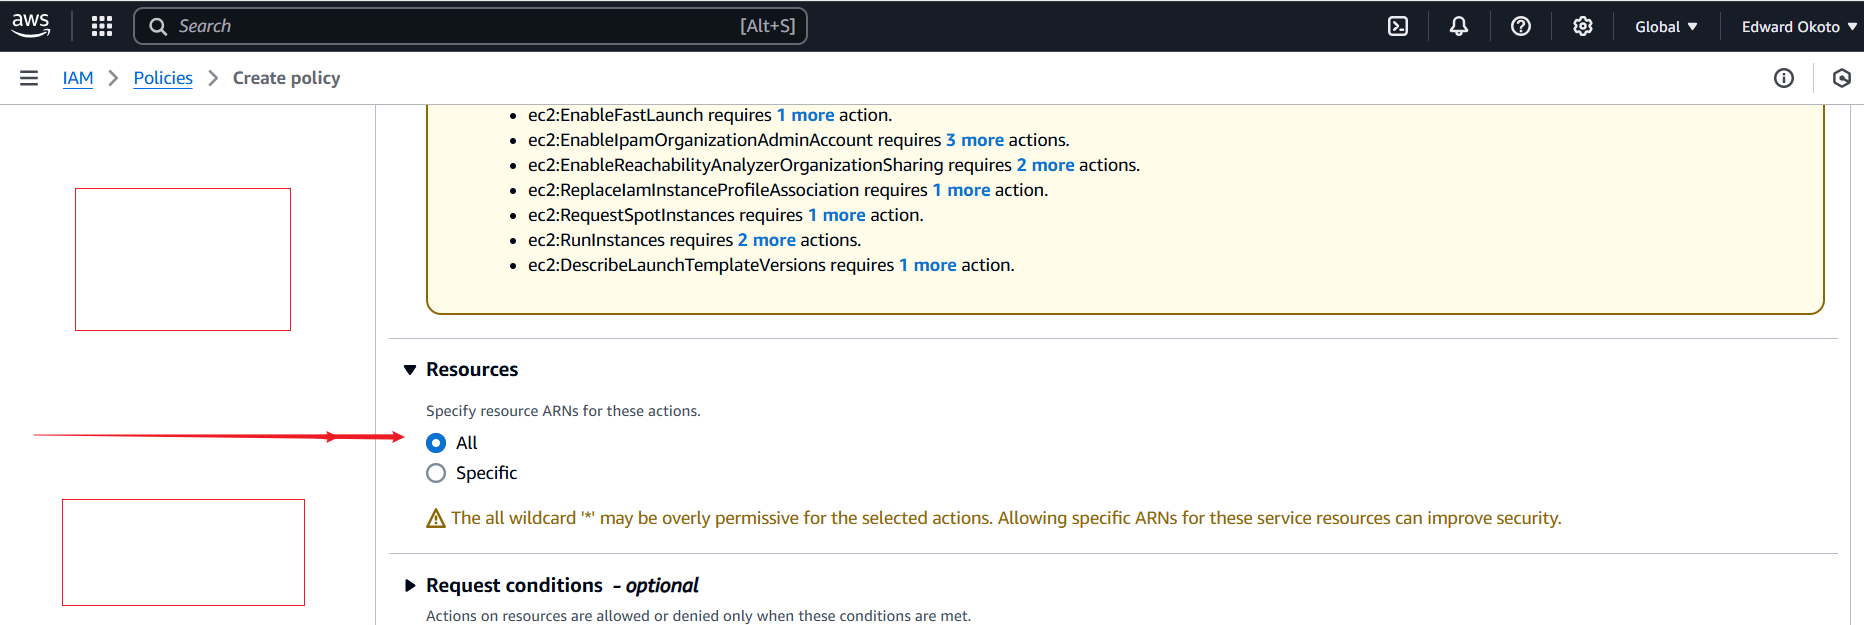 aws Search [Alt+S] Global Edward Okoto
IAM Policies Create policy
ec2:EnableFastLaunch requires 1 more action.
ec2:EnableIpamOrganizationAdminAccount requires 3 more actions.
ec2:EnableReachabilityAnalyzerOrganizationSharing requires 2 more actions.
ec2:ReplaceIamInstanceProfileAssociation requires 1 more action.
ec2:RequestSpotInstances requires 1 more action.
ec2:RunInstances requires 2 more actions.
ec2:DescribeLaunchTemplateVersions requires 1 more action.
Resources
Specify resource ARNs for these actions.
All
Specific
The all wildcard '*' may be overly permissive for the selected actions. Allowing specific ARNs for these service resources can improve security.
Request conditions - optional
Actions on resources are allowed or denied only when these conditions are met.